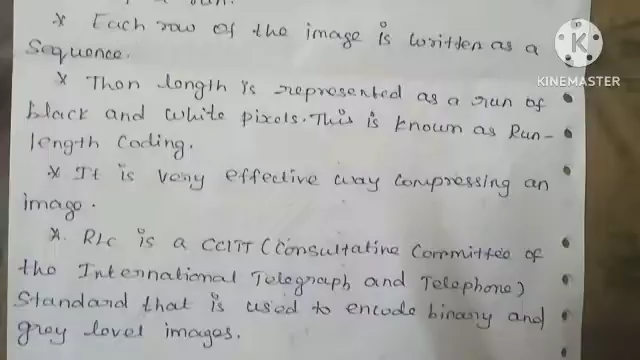 * Each row of the image is written as a
Sequence.
* Then length is represented as a run of
black and white pixels. This is known as Run-
length Coding.
* It is very effective way compressing an
image.
* RLC is a CCITT (Consultative Committee of
the International Telegraph and Telephone)
Standard that is used to encode binary and
grey level images.
KINEMASTER